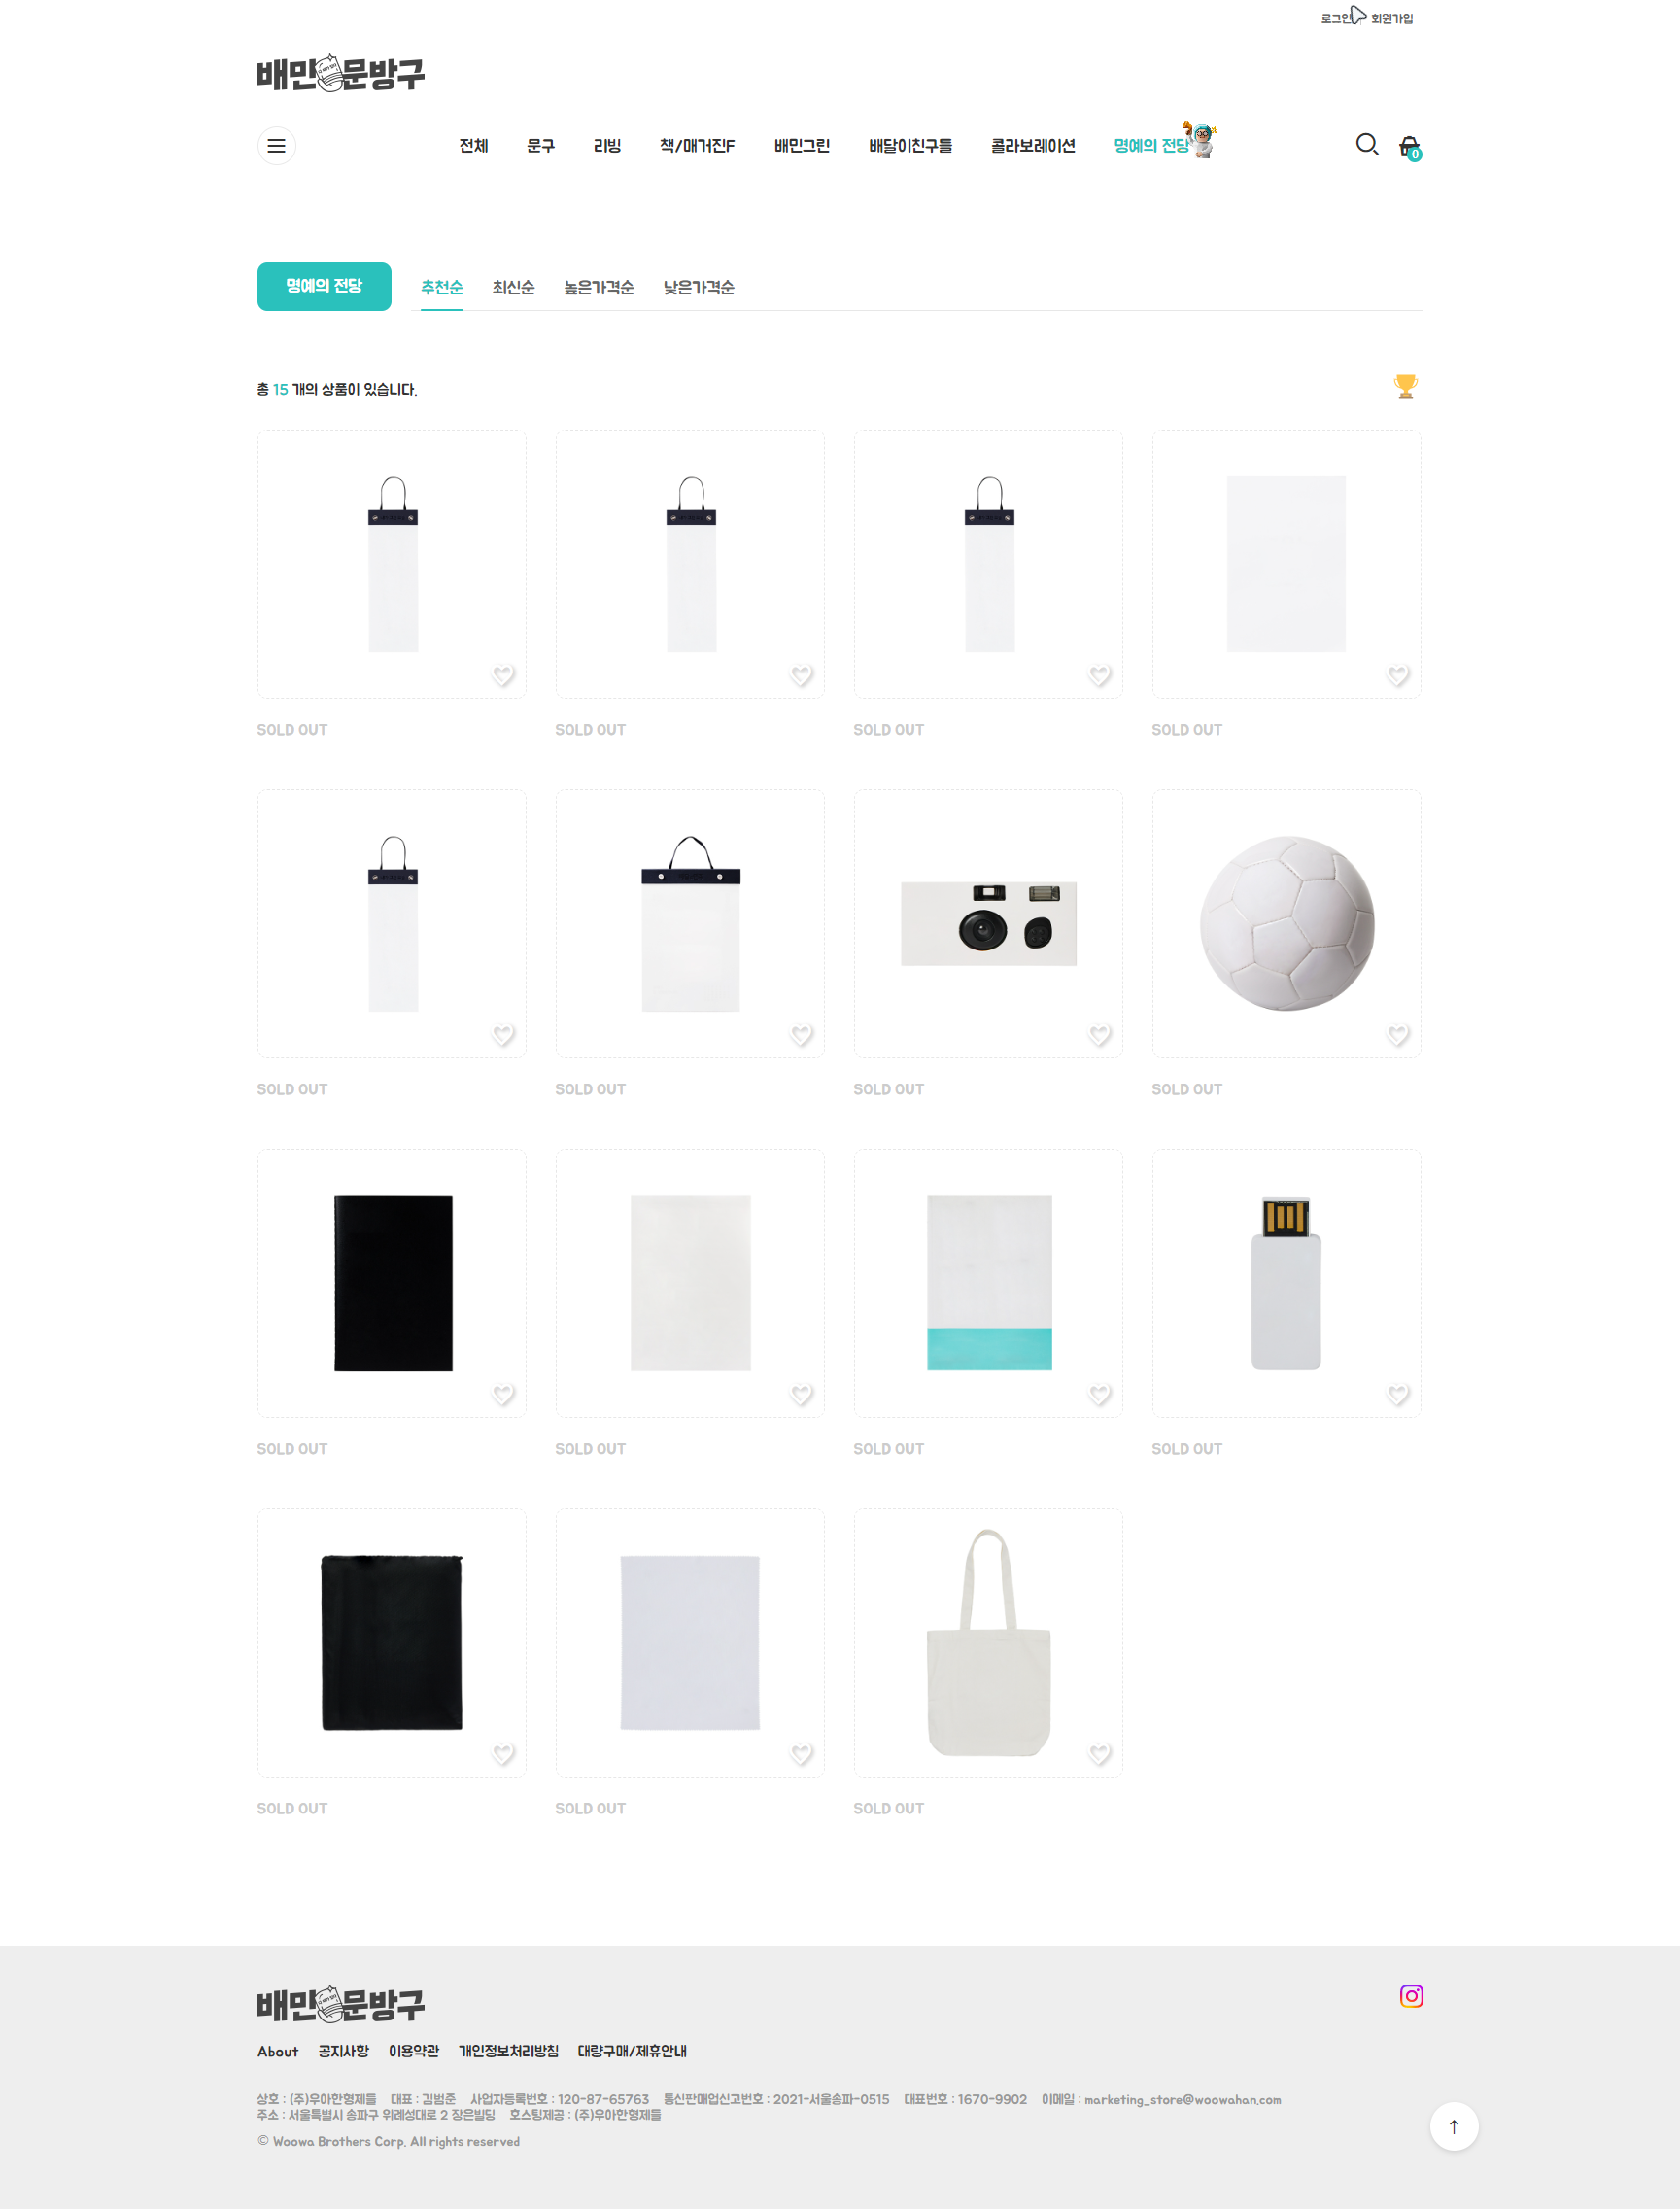 로그인 회원가입
배민문방구
전체 문구 리빙 책/매거진F 배민그린 배달이친구들 콜라보레이션 명예의 전당
0
명예의 전당 추천순 최신순 높은가격순 낮은가격순
총 15 개의 상품이 있습니다.
SOLD OUT SOLD OUT SOLD OUT SOLD OUT
SOLD OUT SOLD OUT SOLD OUT SOLD OUT
SOLD OUT SOLD OUT SOLD OUT SOLD OUT
SOLD OUT SOLD OUT SOLD OUT
배민문방구
About 공지사항 이용약관 개인정보처리방침 대량구매/제휴안내
상호 : (주)우아한형제들 대표 : 김범준 사업자등록번호 : 120-87-65763 통신판매업신고번호 : 2021-서울송파-0515 대표번호 : 1670-9902 이메일 : marketing_store@woowahan.com
주소 : 서울특별시 송파구 위례성대로 2 장은빌딩 호스팅제공 : (주)우아한형제들
© Woowa Brothers Corp. All rights reserved